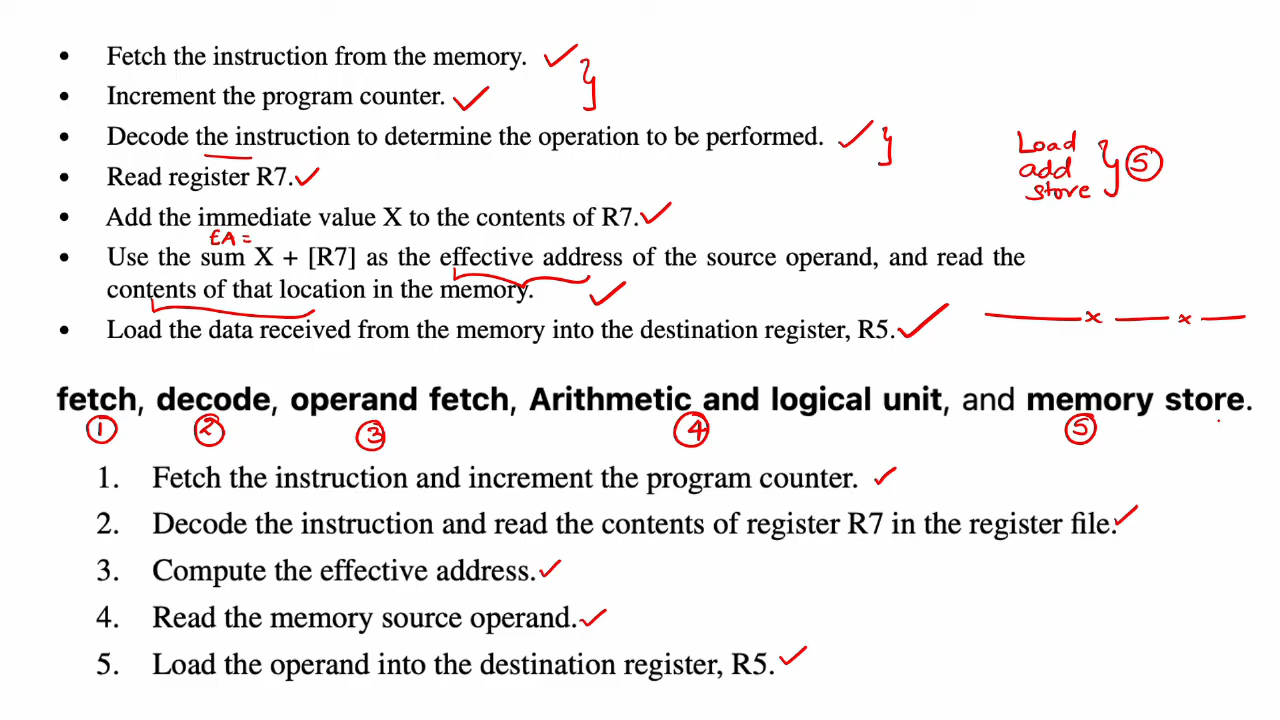 • Fetch the instruction from the memory. ✓ }
• Increment the program counter. ✓
• Decode the instruction to determine the operation to be performed. ✓ }
Load
add
store } 5
• Read register R7. ✓
• Add the immediate value X to the contents of R7. ✓
EA =
• Use the sum X + [R7] as the effective address of the source operand, and read the
contents of that location in the memory. ✓
• Load the data received from the memory into the destination register, R5. ✓
x x
fetch, decode, operand fetch, Arithmetic and logical unit, and memory store.
1 2 3 4 5
1. Fetch the instruction and increment the program counter. ✓
2. Decode the instruction and read the contents of register R7 in the register file. ✓
3. Compute the effective address. ✓
4. Read the memory source operand. ✓
5. Load the operand into the destination register, R5. ✓